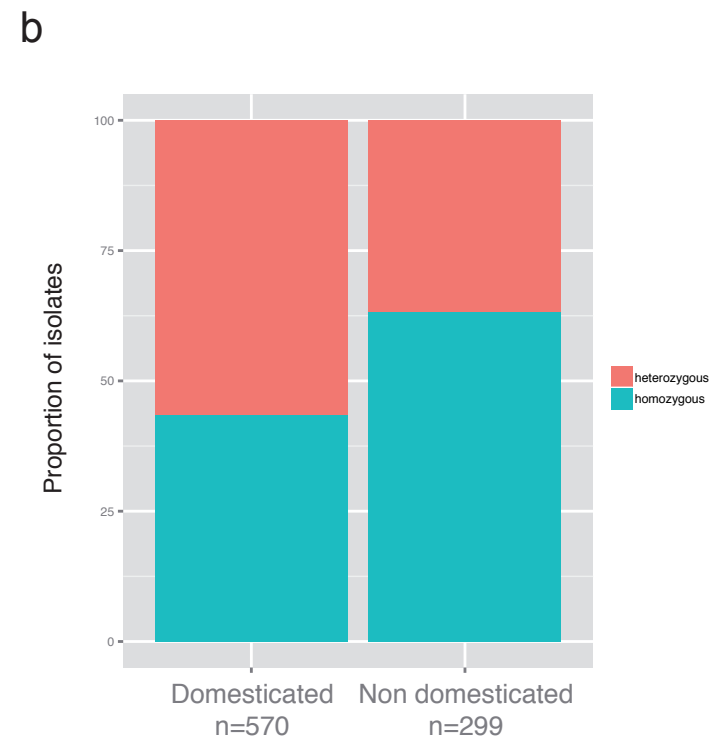 b
Proportion of isolates
100
75
50
25
0
Domesticated
n=570
Non domesticated
n=299
heterozygous
homozygous